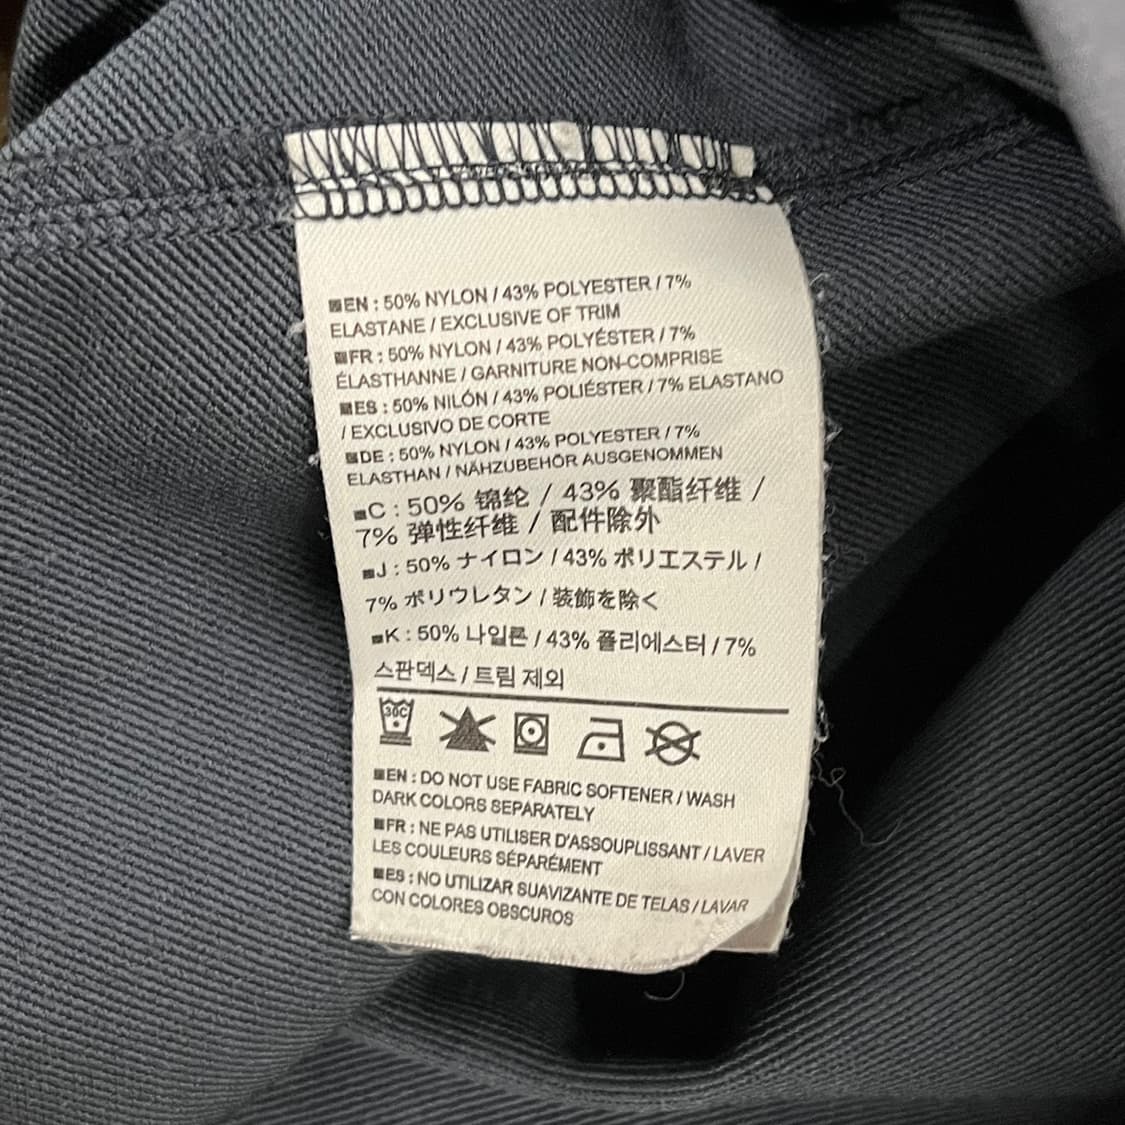 EN : 50% NYLON / 43% POLYESTER / 7%
ELASTANE / EXCLUSIVE OF TRIM
FR : 50% NYLON / 43% POLYÉSTER / 7%
ÉLASTHANNE / GARNITURE NON-COMPRISE
ES : 50% NILÓN / 43% POLIÉSTER / 7% ELASTANO
/ EXCLUSIVO DE CORTE
DE : 50% NYLON / 43% POLYESTER / 7%
ELASTHAN / NÄHZUBEHÖR AUSGENOMMEN
C : 50% 锦纶 / 43% 聚酯纤维 /
7% 弹性纤维 / 配件除外
J : 50% ナイロン / 43% ポリエステル /
7% ポリウレタン / 装飾を除く
K : 50% 나일론 / 43% 폴리에스터 / 7%
스판덱스 / 트림 제외
30C
EN : DO NOT USE FABRIC SOFTENER / WASH
DARK COLORS SEPARATELY
FR : NE PAS UTILISER D'ASSOUPLISSANT / LAVER
LES COULEURS SÉPARÉMENT
ES : NO UTILIZAR SUAVIZANTE DE TELAS / LAVAR
CON COLORES OBSCUROS